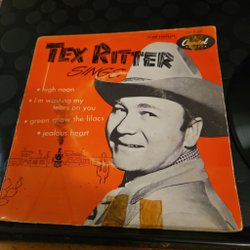 Capitol
TEX RITTER
SINGS
• high noon
• I'm wasting my
tears on you
• green grow the lilacs
• jealous heart